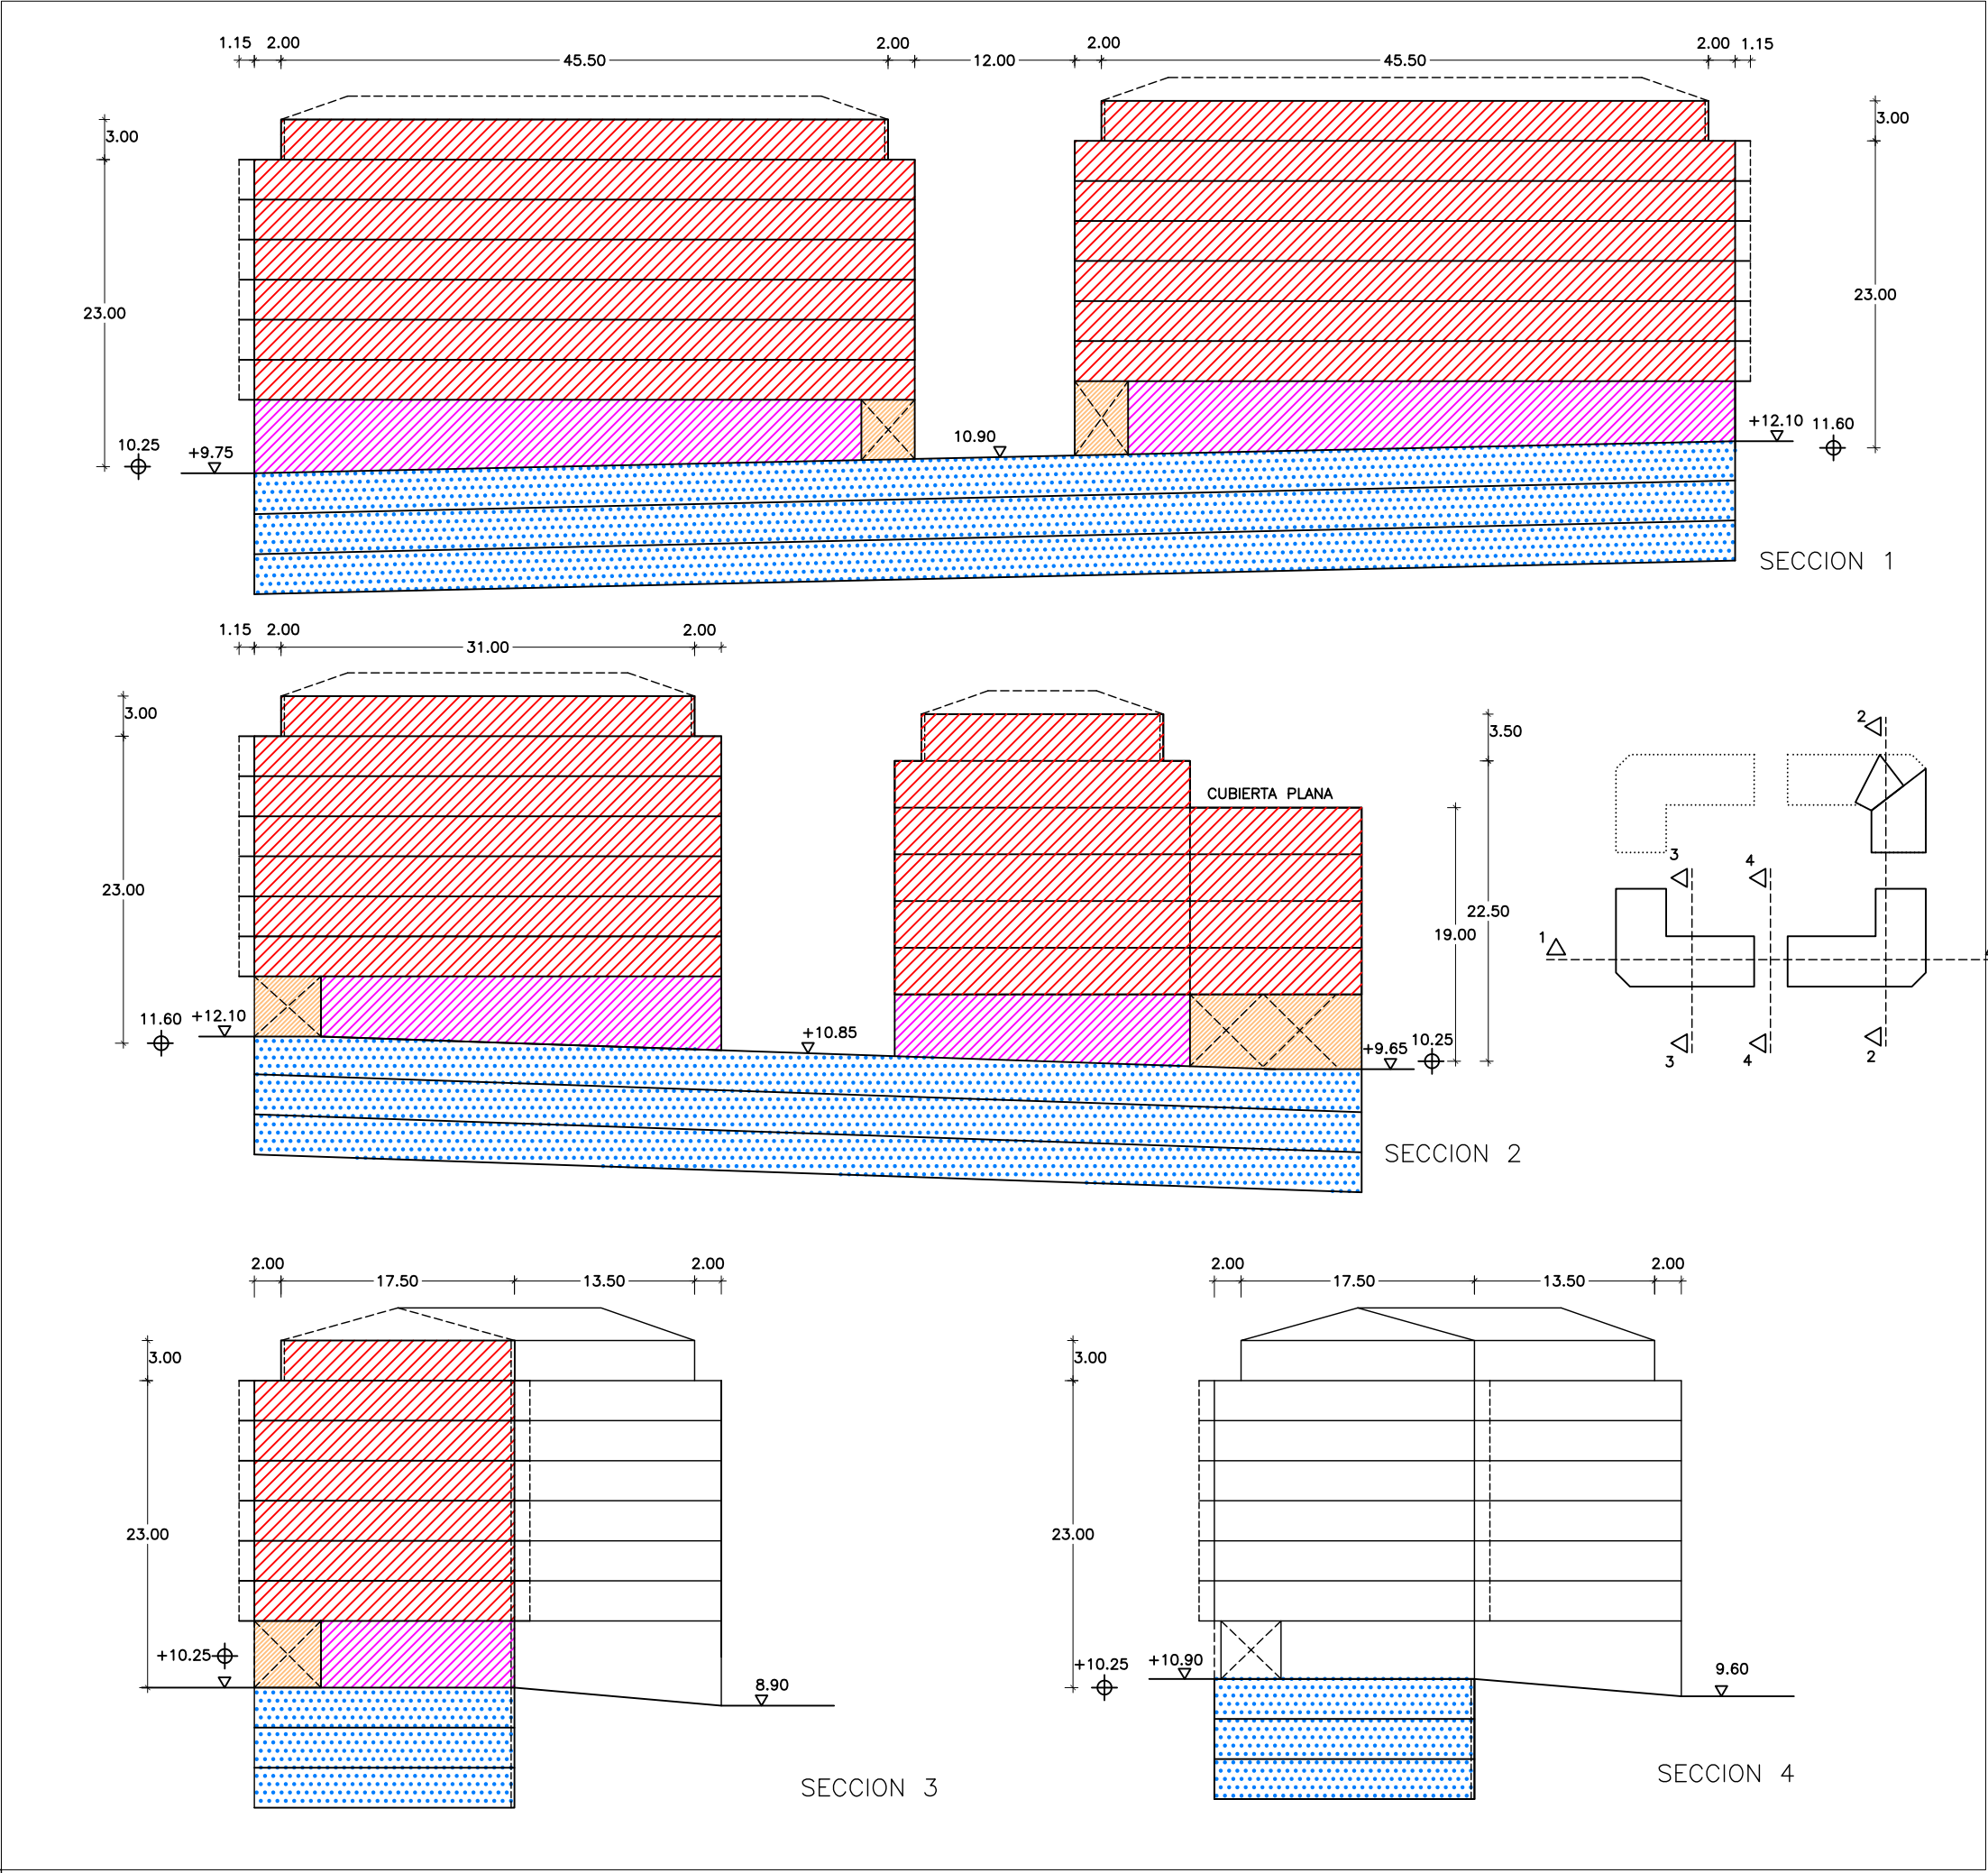 1.15 2.00 2.00 2.00 2.00 1.15
45.50 12.00 45.50
3.00 3.00
23.00 23.00
10.25 +9.75 10.90 +12.10 11.60
SECCION 1
1.15 2.00 2.00
31.00
3.00 3.50
CUBIERTA PLANA
23.00 22.50
19.00
11.60 +12.10 +10.85 +9.65 10.25
SECCION 2
2
3 4
1
3 4 2
2.00 2.00
17.50 13.50
3.00
23.00
+10.25
8.90
SECCION 3
2.00 2.00
17.50 13.50
3.00
23.00
+10.25 +10.90
9.60
SECCION 4